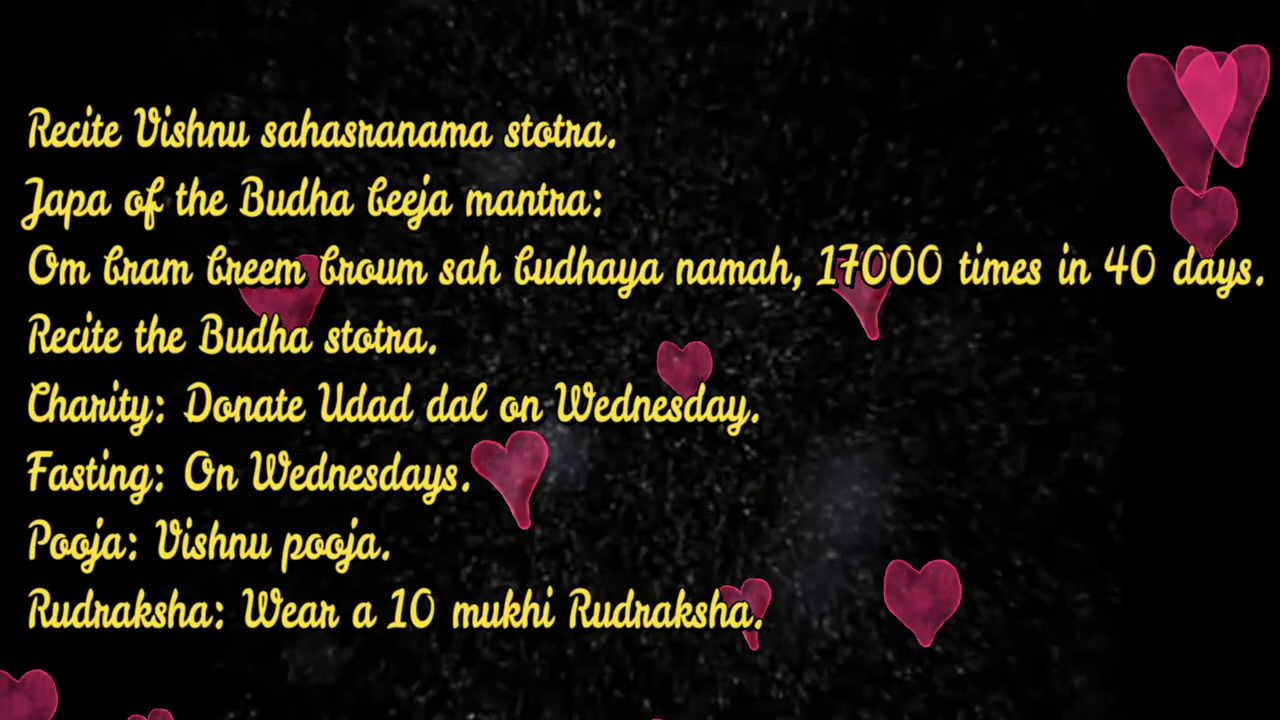 Recite Vishnu sahasranama stotra.
Japa of the Budha beeja mantra:
Om bram breem broum sah budhaya namah, 17000 times in 40 days.
Recite the Budha stotra.
Charity: Donate Udad dal on Wednesday.
Fasting: On Wednesdays.
Pooja: Vishnu pooja.
Rudraksha: Wear a 10 mukhi Rudraksha.